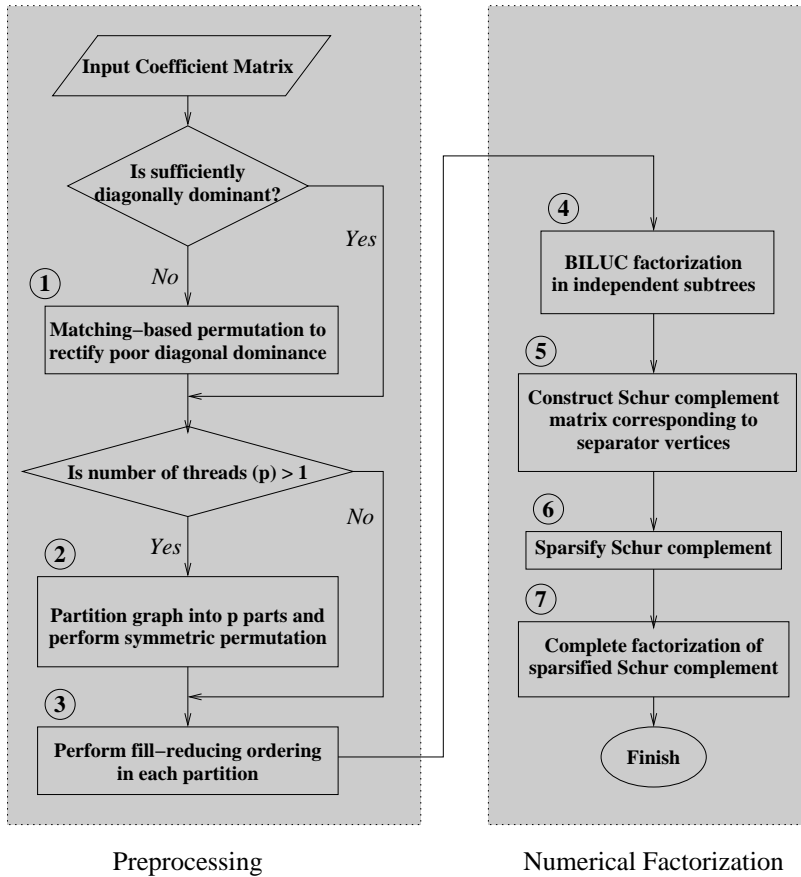 Input Coefficient Matrix
Is sufficiently
diagonally dominant?
Yes
No
1
Matching−based permutation to
rectify poor diagonal dominance
Is number of threads (p) > 1
No
Yes
2
Partition graph into p parts and
perform symmetric permutation
3
Perform fill−reducing ordering
in each partition
Preprocessing
4
BILUC factorization
in independent subtrees
5
Construct Schur complement
matrix corresponding to
separator vertices
6
Sparsify Schur complement
7
Complete factorization of
sparsified Schur complement
Finish
Numerical Factorization